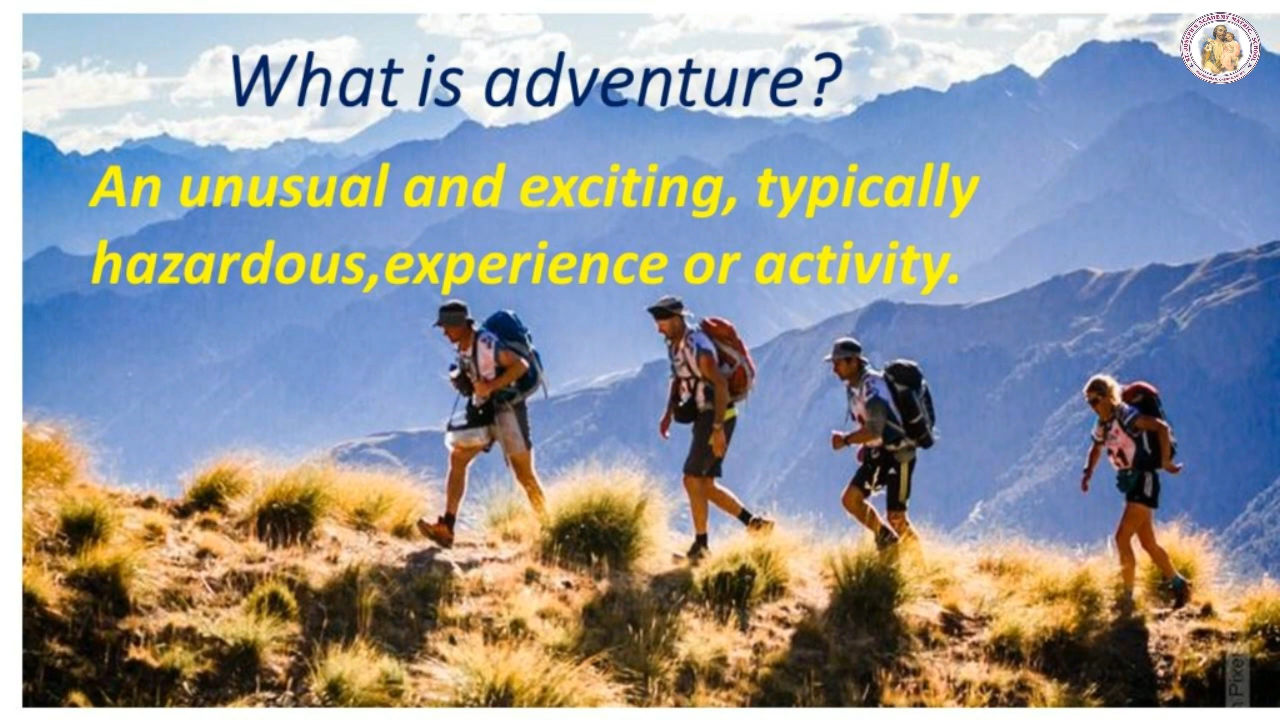 What is adventure?
An unusual and exciting, typically
hazardous,experience or activity.